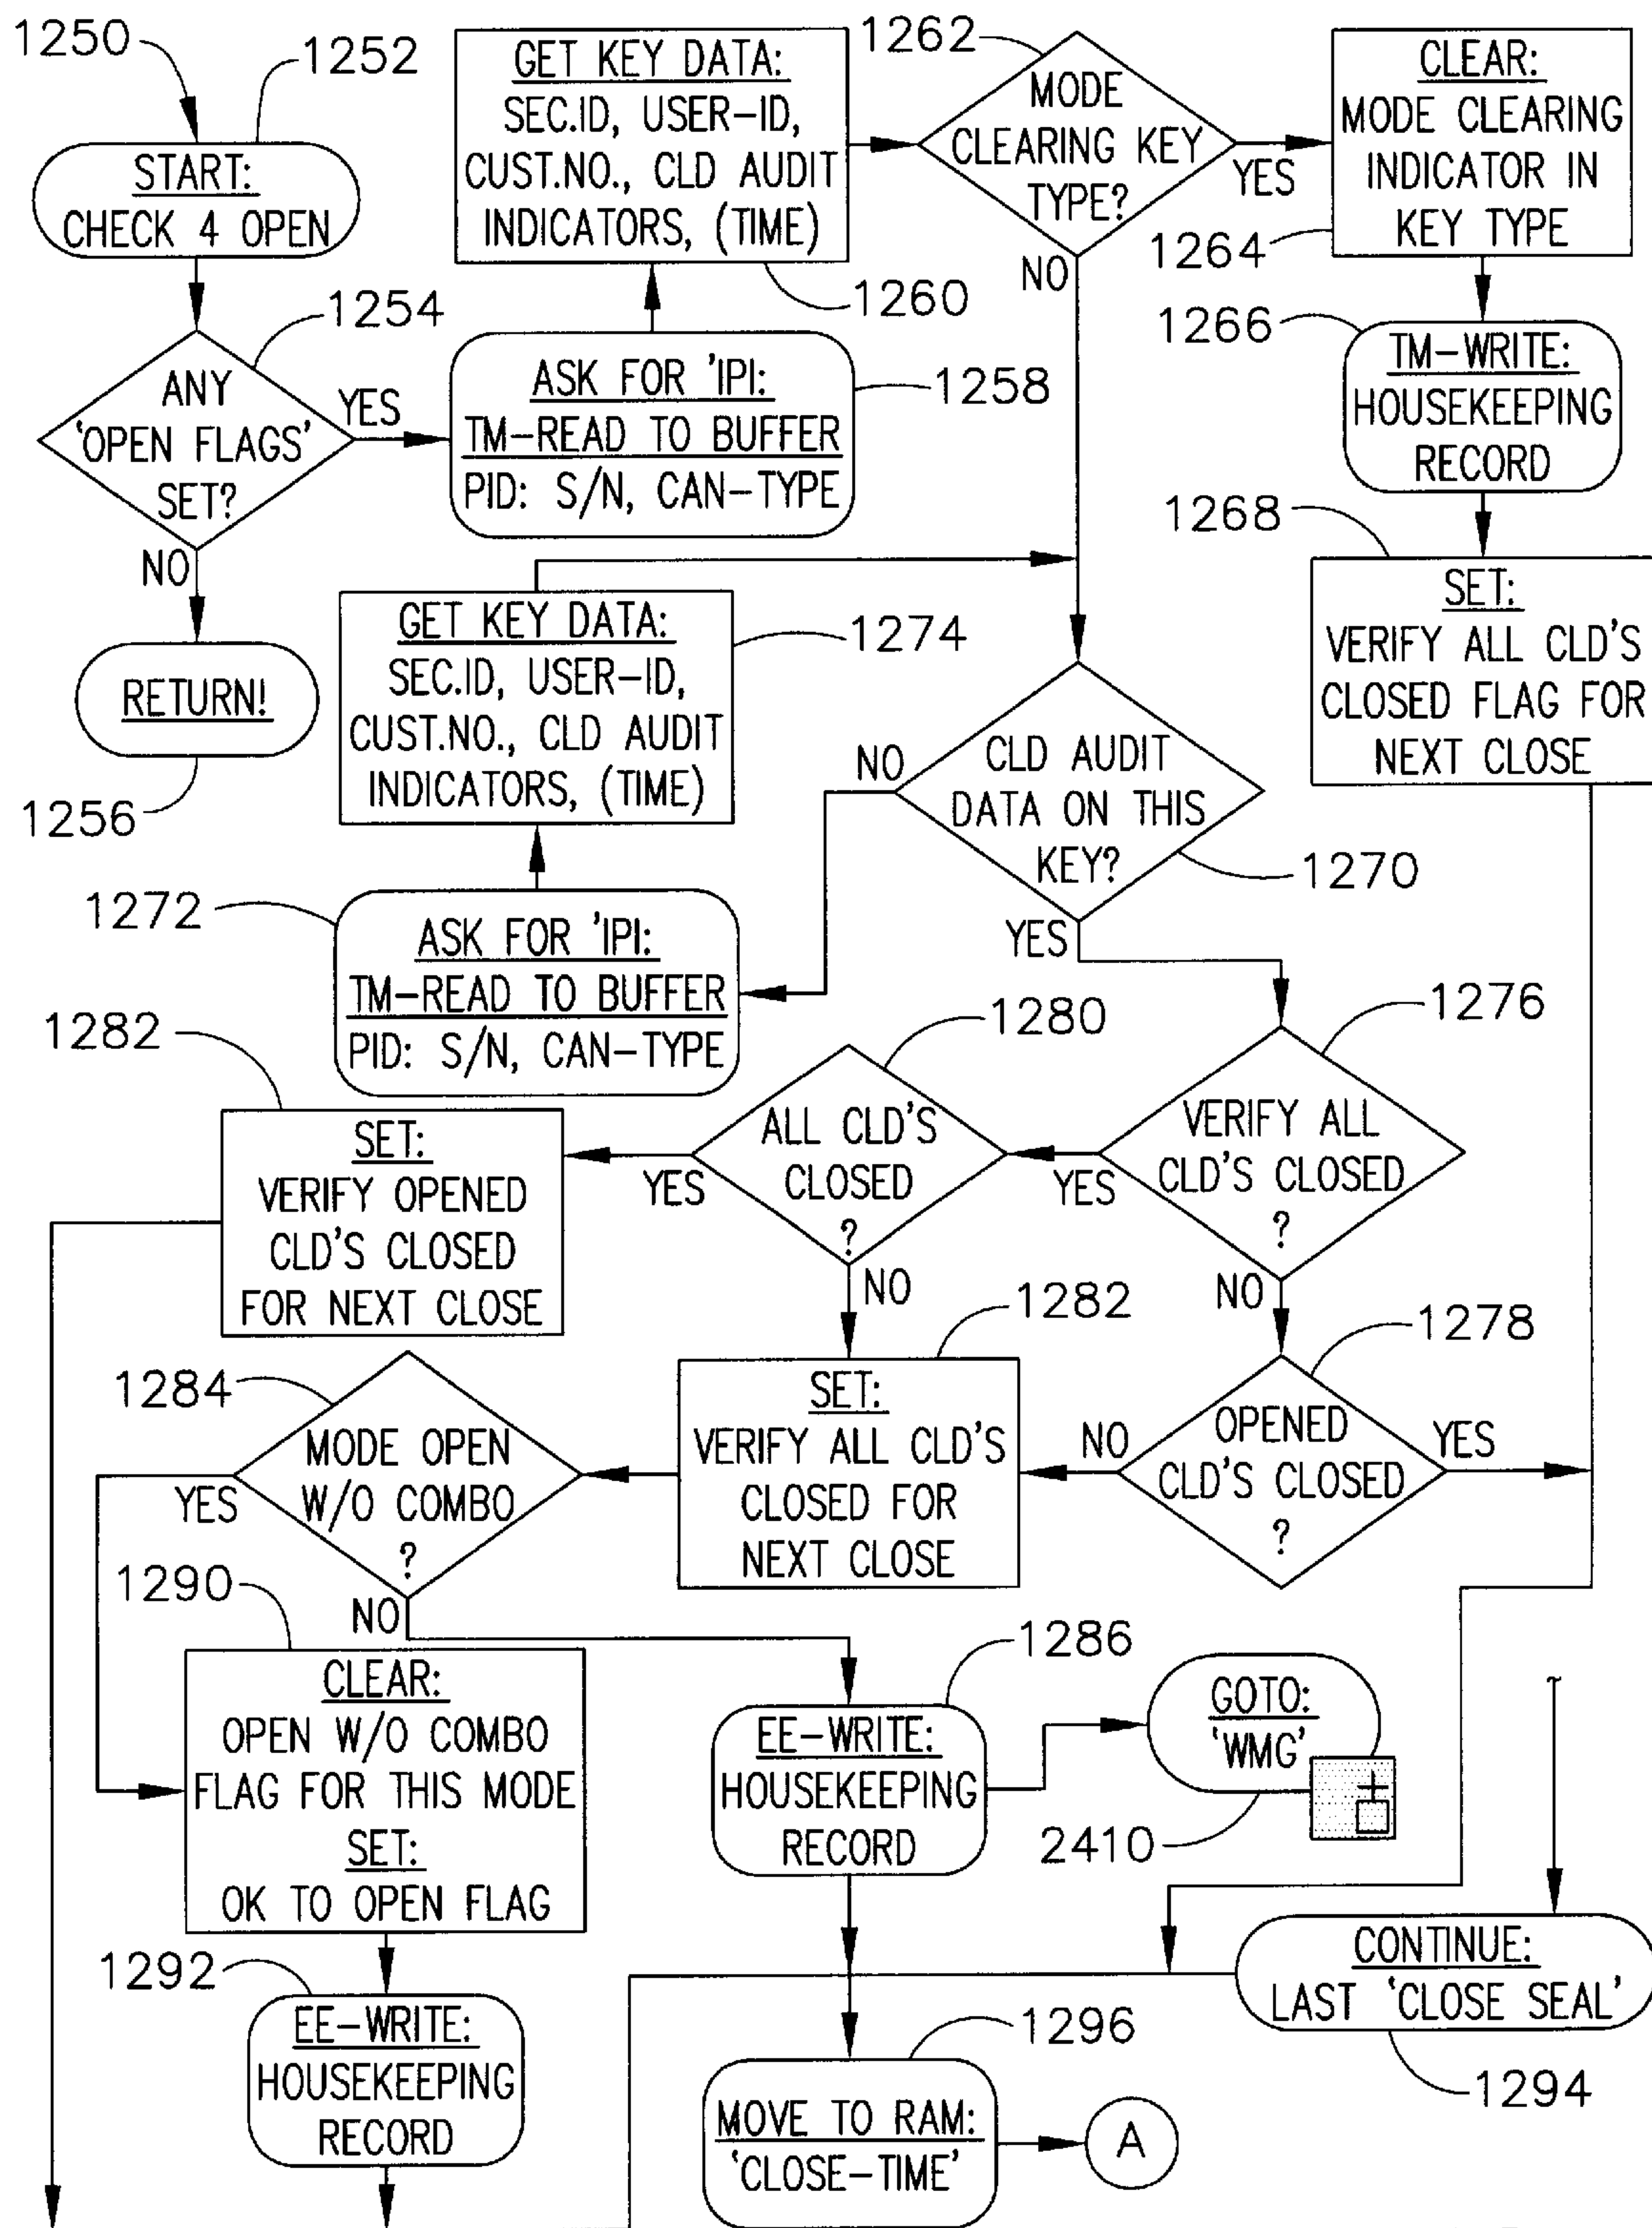 1250
1252
START:
CHECK 4 OPEN
1254
ANY
'OPEN FLAGS'
SET?
YES
NO
RETURN!
1256
GET KEY DATA:
SEC.ID, USER-ID,
CUST.NO., CLD AUDIT
INDICATORS, (TIME)
1260
ASK FOR 'IPI:
TM-READ TO BUFFER
PID: S/N, CAN-TYPE
1258
1262
MODE
CLEARING KEY
TYPE?
YES
NO
CLEAR:
MODE CLEARING
INDICATOR IN
KEY TYPE
1264
1266
TM-WRITE:
HOUSEKEEPING
RECORD
1268
SET:
VERIFY ALL CLD'S
CLOSED FLAG FOR
NEXT CLOSE
GET KEY DATA:
SEC.ID, USER-ID,
CUST.NO., CLD AUDIT
INDICATORS, (TIME)
1274
NO
CLD AUDIT
DATA ON THIS
KEY?
1270
YES
1272
ASK FOR 'IPI:
TM-READ TO BUFFER
PID: S/N, CAN-TYPE
1276
VERIFY ALL
CLD'S CLOSED
?
YES
NO
1280
ALL CLD'S
CLOSED
?
YES
NO
1282
SET:
VERIFY OPENED
CLD'S CLOSED
FOR NEXT CLOSE
1278
OPENED
CLD'S CLOSED
?
YES
NO
1282
SET:
VERIFY ALL CLD'S
CLOSED FOR
NEXT CLOSE
1284
MODE OPEN
W/O COMBO
?
YES
NO
1290
CLEAR:
OPEN W/O COMBO
FLAG FOR THIS MODE
SET:
OK TO OPEN FLAG
1286
EE-WRITE:
HOUSEKEEPING
RECORD
GOTO:
'WMG'
2410
1292
EE-WRITE:
HOUSEKEEPING
RECORD
CONTINUE:
LAST 'CLOSE SEAL'
1294
1296
MOVE TO RAM:
'CLOSE-TIME'
A